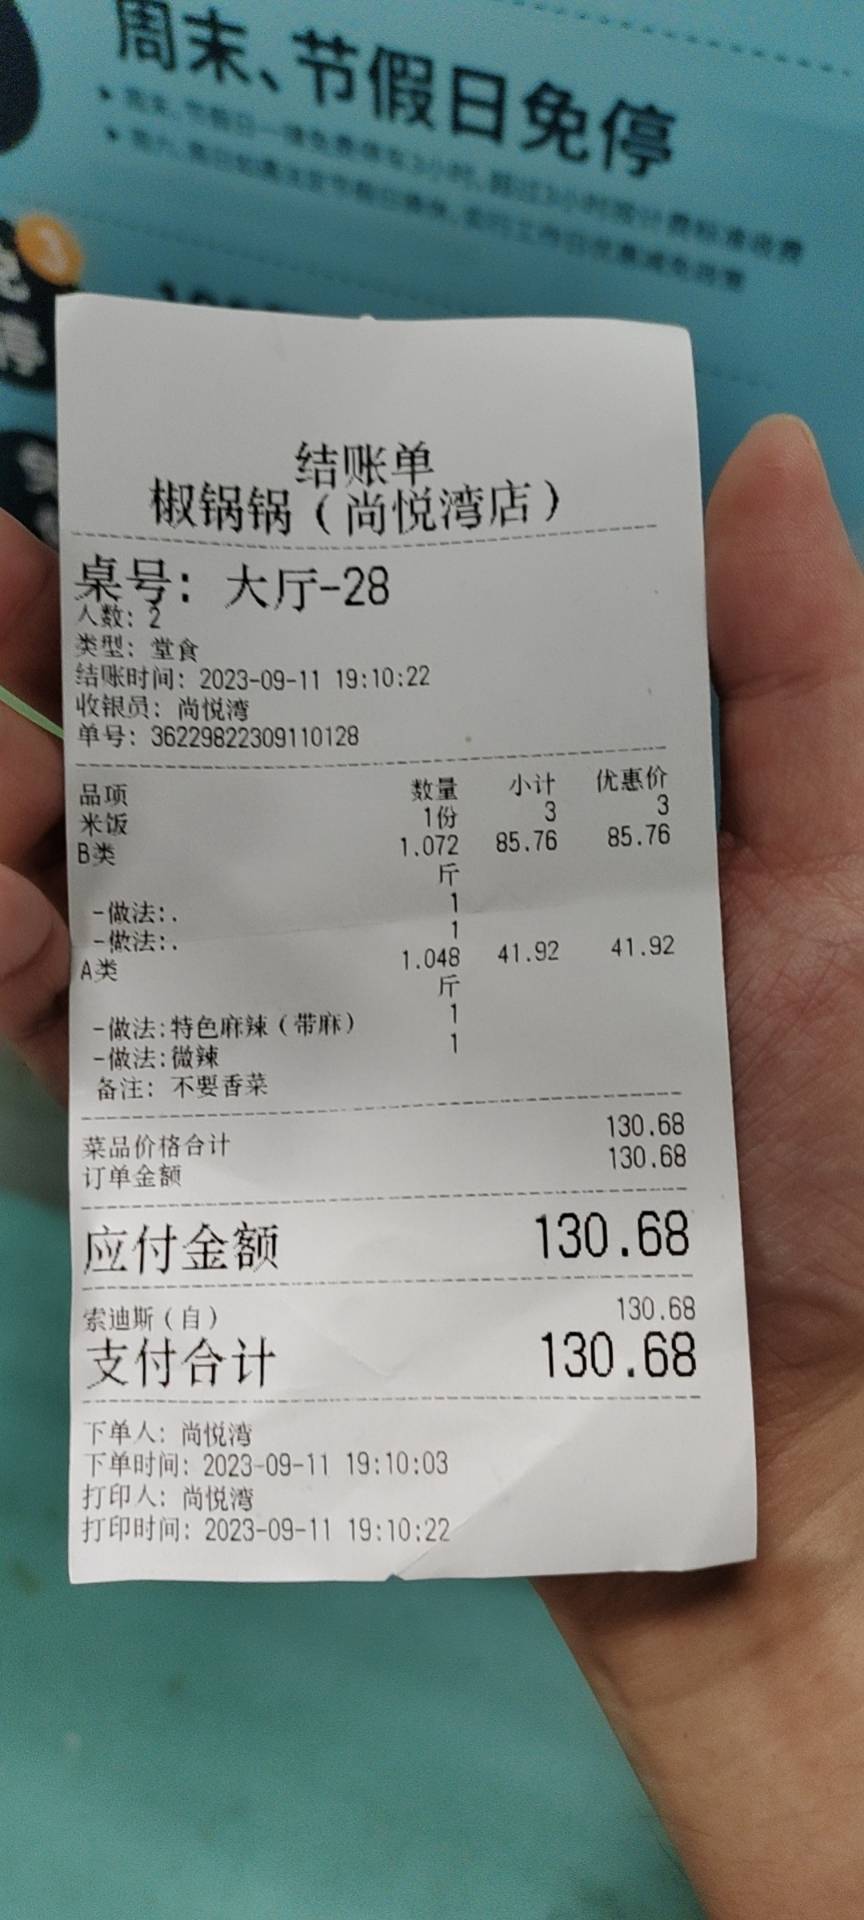 周末、节假日免停
结账单
椒锅锅（尚悦湾店）
桌号: 大厅-28
人数: 2
类型: 堂食
结账时间: 2023-09-11 19:10:22
收银员: 尚悦湾
单号: 36229822309110128
品项 数量 小计 优惠价
米饭 1份 3 3
B类 1.072 85.76 85.76
斤
-做法:. 1
-做法:. 1
A类 1.048 41.92 41.92
斤
-做法:特色麻辣（带麻） 1
-做法:微辣 1
备注: 不要香菜
菜品价格合计 130.68
订单金额 130.68
应付金额 130.68
索迪斯（自） 130.68
支付合计 130.68
下单人: 尚悦湾
下单时间: 2023-09-11 19:10:03
打印人: 尚悦湾
打印时间: 2023-09-11 19:10:22